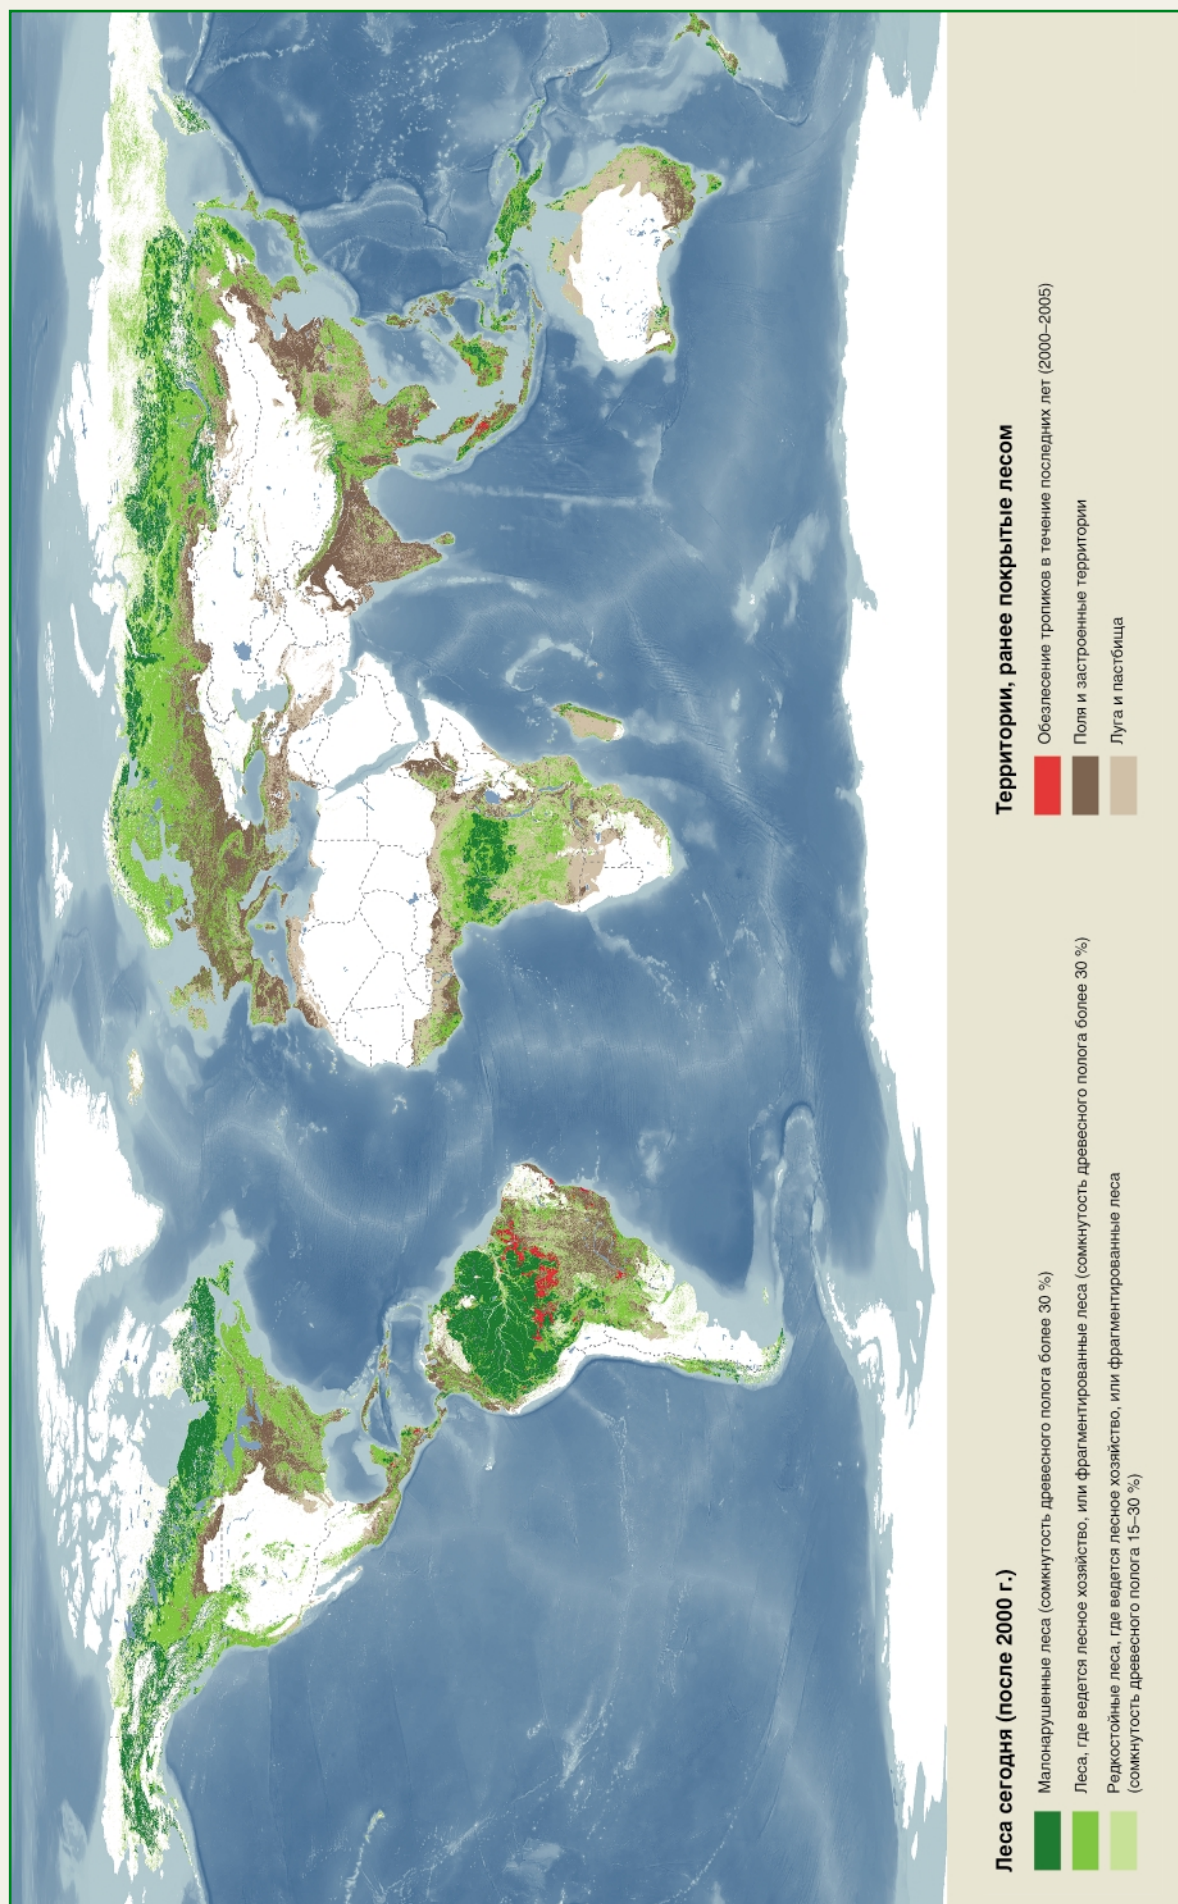 Леса сегодня (после 2000 г.)
Малонарушенные леса (сомкнутость древесного полога более 30 %)
Леса, где ведется лесное хозяйство, или фрагментированные леса (сомкнутость древесного полога более 30 %)
Редкостойные леса, где ведется лесное хозяйство, или фрагментированные леса
(сомкнутость древесного полога 15–30 %)
Территории, ранее покрытые лесом
Обезлесение тропиков в течение последних лет (2000–2005)
Поля и застроенные территории
Луга и пастбища